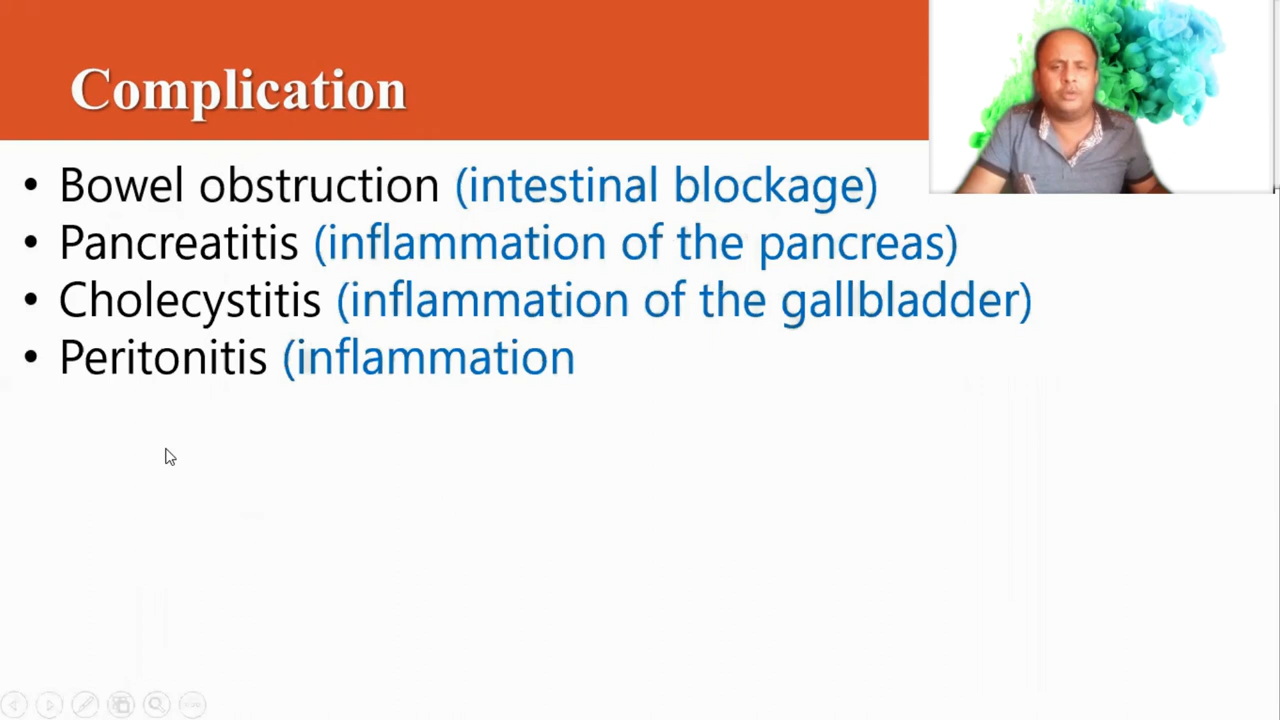 Complication
• Bowel obstruction (intestinal blockage)
• Pancreatitis (inflammation of the pancreas)
• Cholecystitis (inflammation of the gallbladder)
• Peritonitis (inflammation